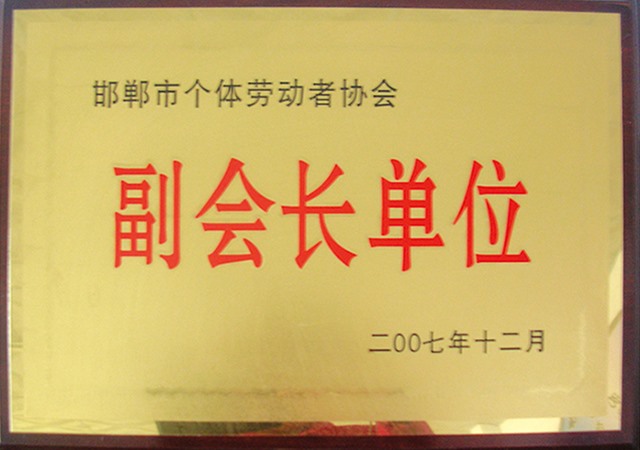 邯郸市个体劳动者协会
副会长单位
二00七年十二月